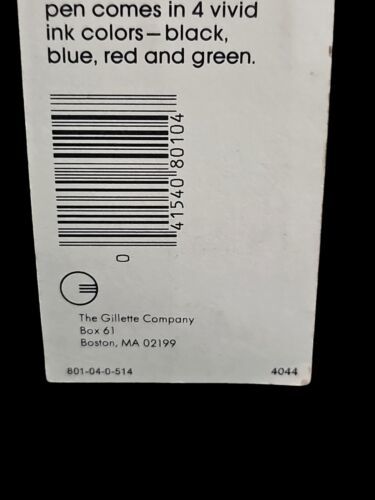 pen comes in 4 vivid
ink colors—black,
blue, red and green.
0 41540 80104
The Gillette Company
Box 61
Boston, MA 02199
801-04-0-514 4044